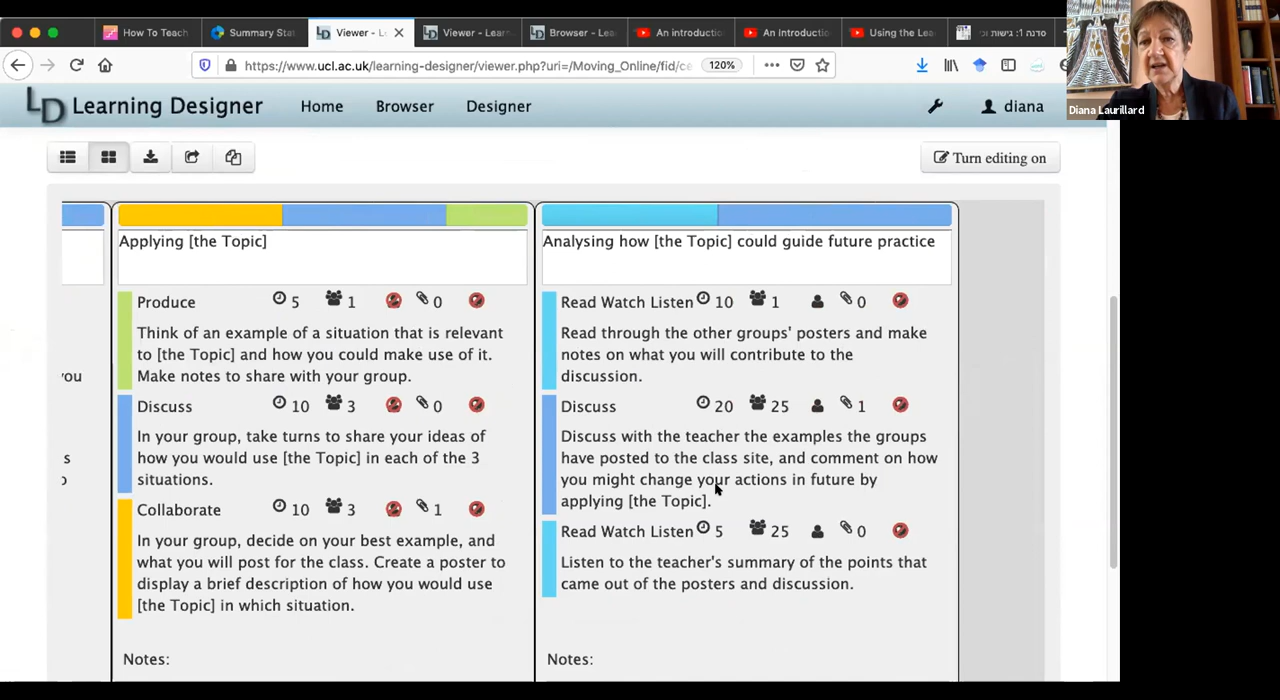 How To Teach
Summary Sta
Viewer - L
Viewer - Learn
Browser - Lea
An introduction
An introduction
Using the Lea
סדנה 1: גישות וכי
https://www.ucl.ac.uk/learning-designer/viewer.php?uri=/Moving_Online/fid/ce
120%
Diana Laurillard
LD Learning Designer
Home
Browser
Designer
diana
Turn editing on
Applying [the Topic]
Produce 5 1 0
Think of an example of a situation that is relevant
to [the Topic] and how you could make use of it.
Make notes to share with your group.
Discuss 10 3 0
In your group, take turns to share your ideas of
how you would use [the Topic] in each of the 3
situations.
Collaborate 10 3 1
In your group, decide on your best example, and
what you will post for the class. Create a poster to
display a brief description of how you would use
[the Topic] in which situation.
Notes:
Analysing how [the Topic] could guide future practice
Read Watch Listen 10 1 0
Read through the other groups' posters and make
notes on what you will contribute to the
discussion.
Discuss 20 25 1
Discuss with the teacher the examples the groups
have posted to the class site, and comment on how
you might change your actions in future by
applying [the Topic].
Read Watch Listen 5 25 0
Listen to the teacher's summary of the points that
came out of the posters and discussion.
Notes: